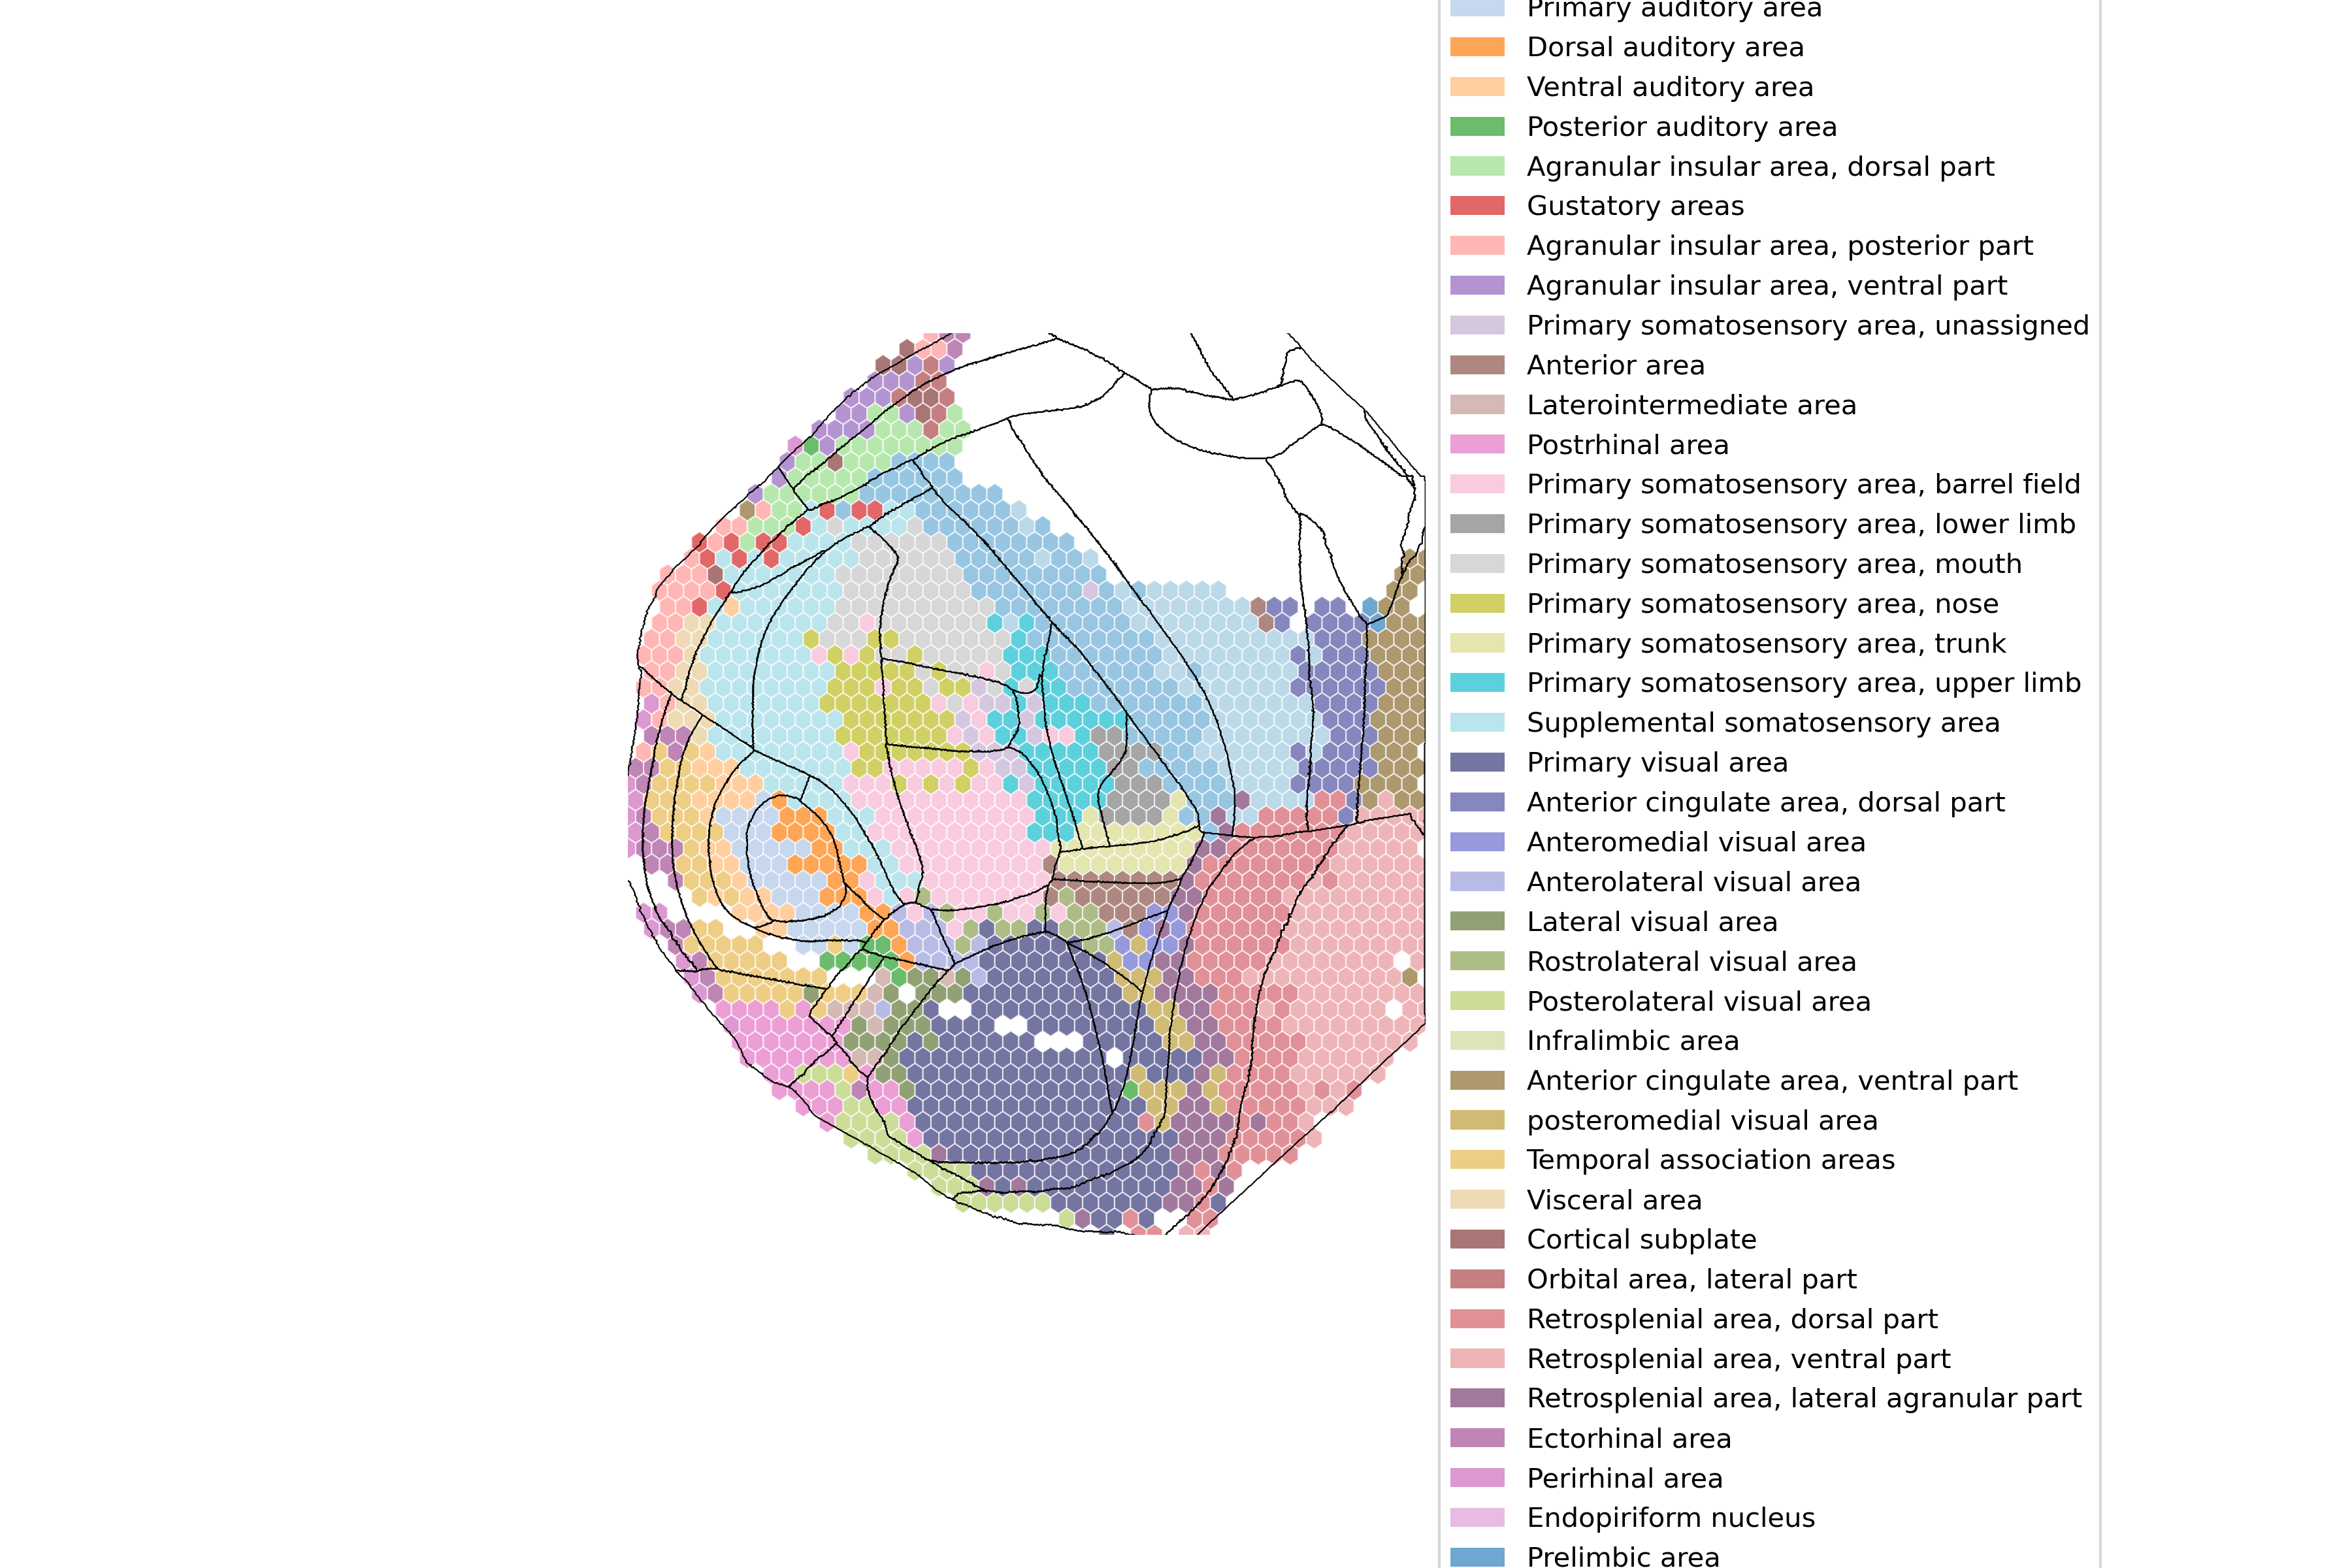 Primary auditory area
Dorsal auditory area
Ventral auditory area
Posterior auditory area
Agranular insular area, dorsal part
Gustatory areas
Agranular insular area, posterior part
Agranular insular area, ventral part
Primary somatosensory area, unassigned
Anterior area
Laterointermediate area
Postrhinal area
Primary somatosensory area, barrel field
Primary somatosensory area, lower limb
Primary somatosensory area, mouth
Primary somatosensory area, nose
Primary somatosensory area, trunk
Primary somatosensory area, upper limb
Supplemental somatosensory area
Primary visual area
Anterior cingulate area, dorsal part
Anteromedial visual area
Anterolateral visual area
Lateral visual area
Rostrolateral visual area
Posterolateral visual area
Infralimbic area
Anterior cingulate area, ventral part
posteromedial visual area
Temporal association areas
Visceral area
Cortical subplate
Orbital area, lateral part
Retrosplenial area, dorsal part
Retrosplenial area, ventral part
Retrosplenial area, lateral agranular part
Ectorhinal area
Perirhinal area
Endopiriform nucleus
Prelimbic area